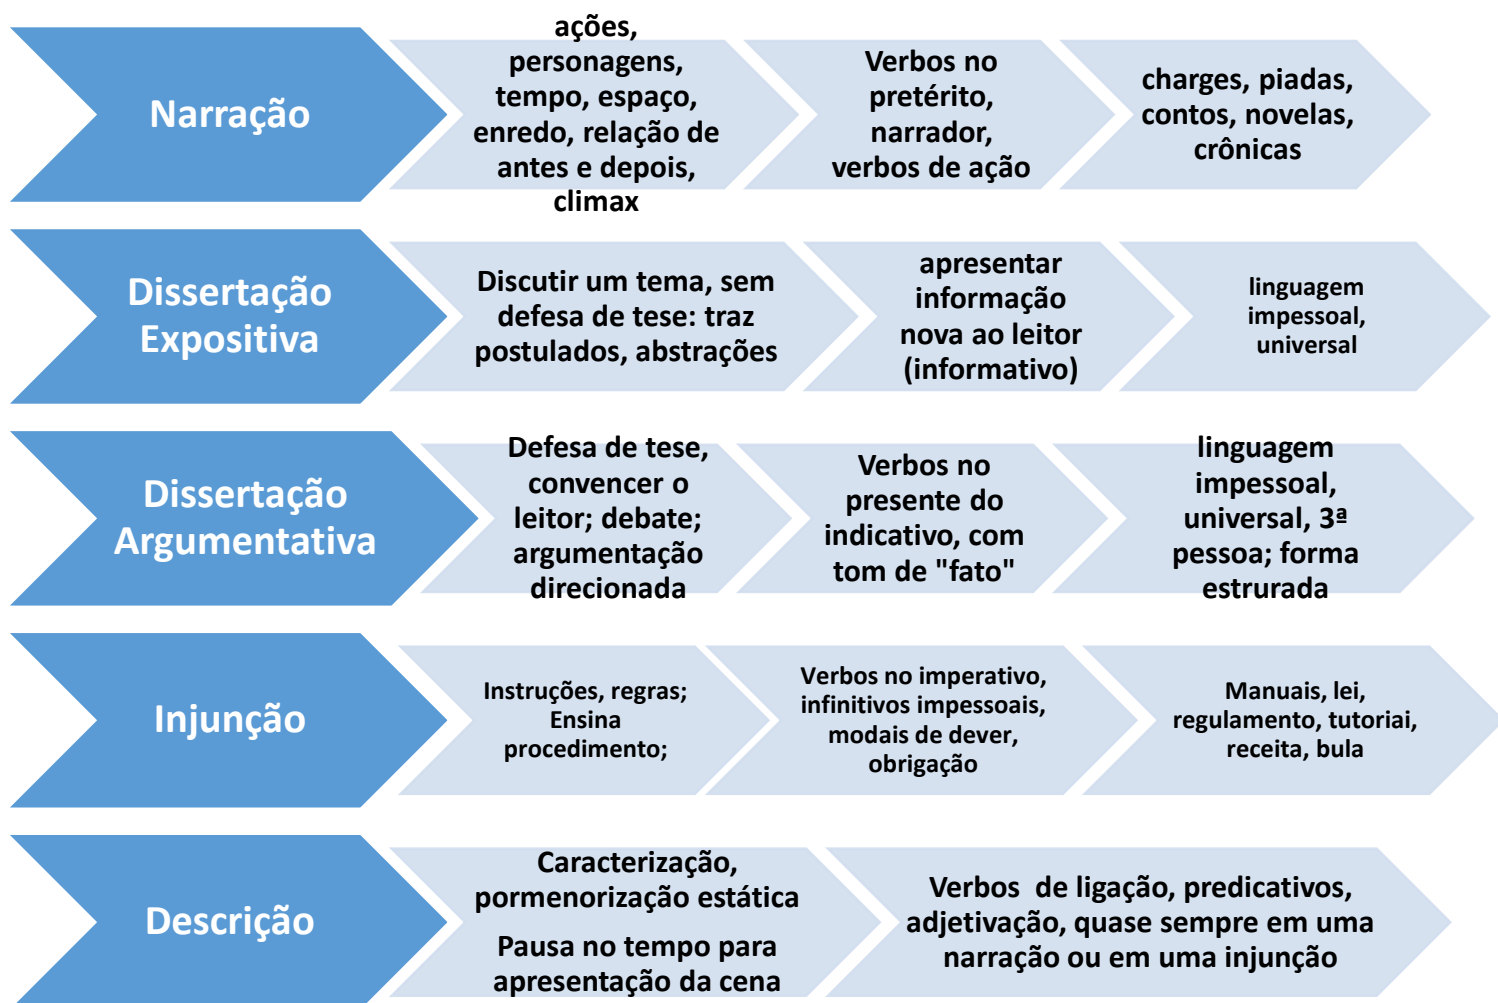 Narração
ações,
personagens,
tempo, espaço,
enredo, relação de
antes e depois,
climax
Verbos no
pretérito,
narrador,
verbos de ação
charges, piadas,
contos, novelas,
crônicas
Dissertação
Expositiva
Discutir um tema, sem
defesa de tese: traz
postulados, abstrações
apresentar
informação
nova ao leitor
(informativo)
linguagem
impessoal,
universal
Dissertação
Argumentativa
Defesa de tese,
convencer o
leitor; debate;
argumentação
direcionada
Verbos no
presente do
indicativo, com
tom de "fato"
linguagem
impessoal,
universal, 3ª
pessoa; forma
estrurada
Injunção
Instruções, regras;
Ensina
procedimento;
Verbos no imperativo,
infinitivos impessoais,
modais de dever,
obrigação
Manuais, lei,
regulamento, tutoriai,
receita, bula
Descrição
Caracterização,
pormenorização estática
Pausa no tempo para
apresentação da cena
Verbos de ligação, predicativos,
adjetivação, quase sempre em uma
narração ou em uma injunção